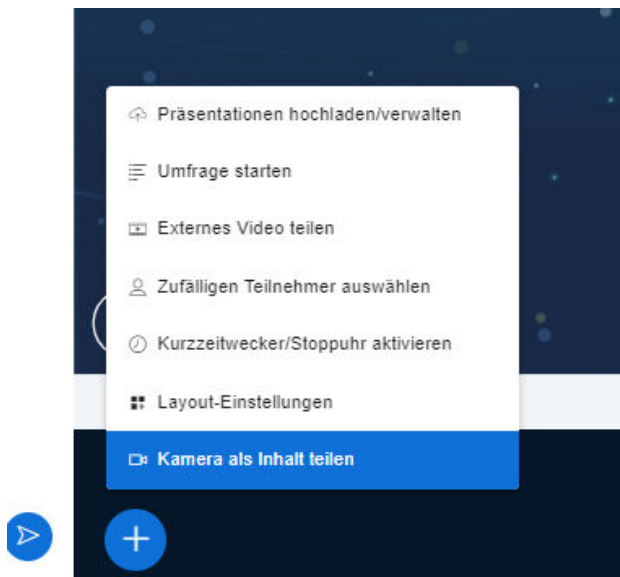 Präsentationen hochladen/verwalten
Umfrage starten
Externes Video teilen
Zufälligen Teilnehmer auswählen
Kurzzeitwecker/Stoppuhr aktivieren
Layout-Einstellungen
Kamera als Inhalt teilen